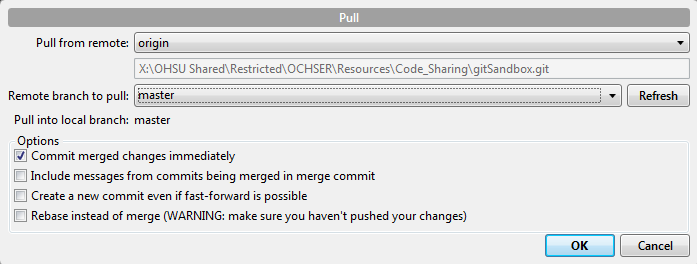 Pull
Pull from remote: origin
X:\OHSU Shared\Restricted\OCHSER\Resources\Code_Sharing\gitSandbox.git
Remote branch to pull: master Refresh
Pull into local branch: master
Options
Commit merged changes immediately
Include messages from commits being merged in merge commit
Create a new commit even if fast-forward is possible
Rebase instead of merge (WARNING: make sure you haven't pushed your changes)
OK Cancel